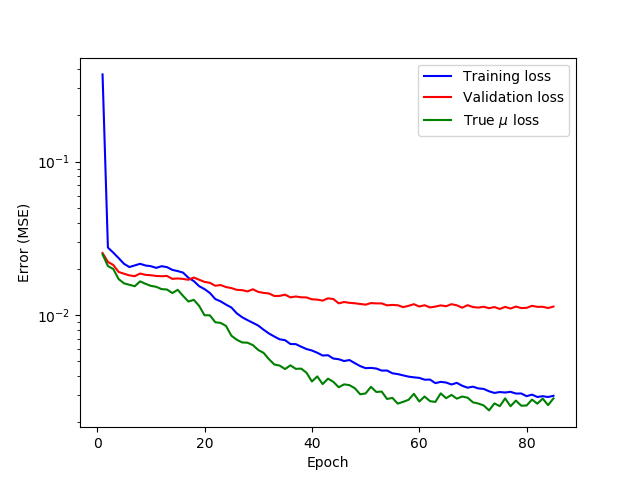 Training loss
Validation loss
True μ loss
10⁻¹
10⁻²
Error (MSE)
0 20 40 60 80
Epoch